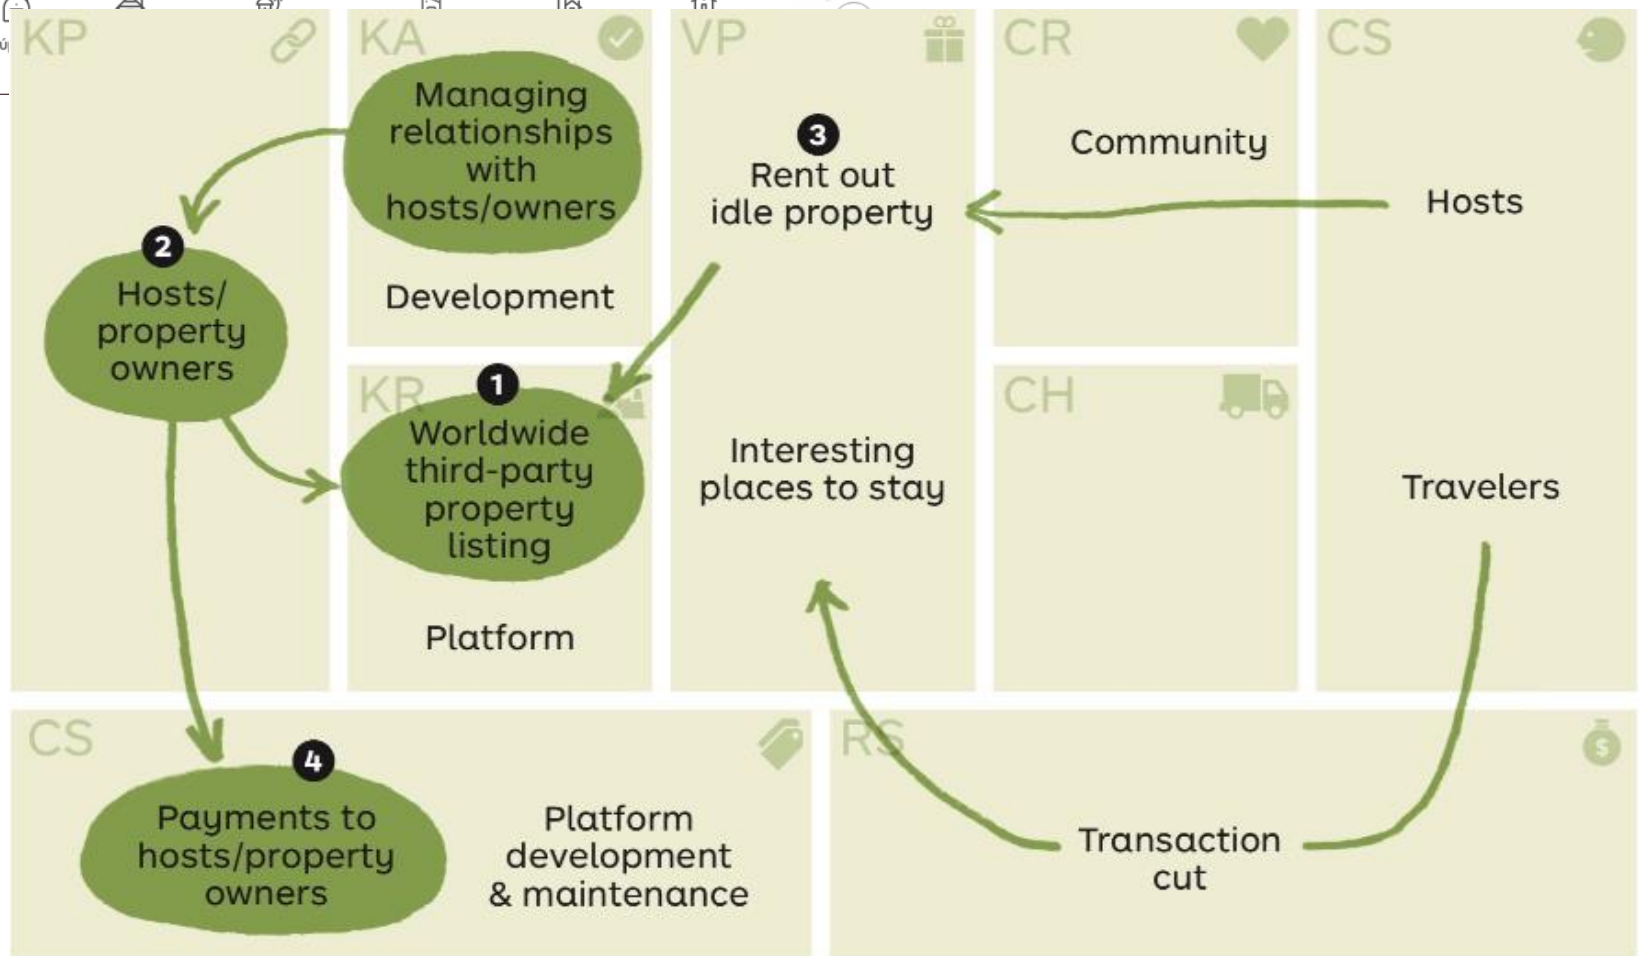 KP
KA
VP
CR
CS
Managing
relationships
with
hosts/owners
Development
2
Hosts/
property
owners
3
Rent out
idle property
Interesting
places to stay
Community
Hosts
Travelers
KR
1
Worldwide
third-party
property
listing
Platform
CH
CS
4
Payments to
hosts/property
owners
Platform
development
& maintenance
RS
$
Transaction
cut